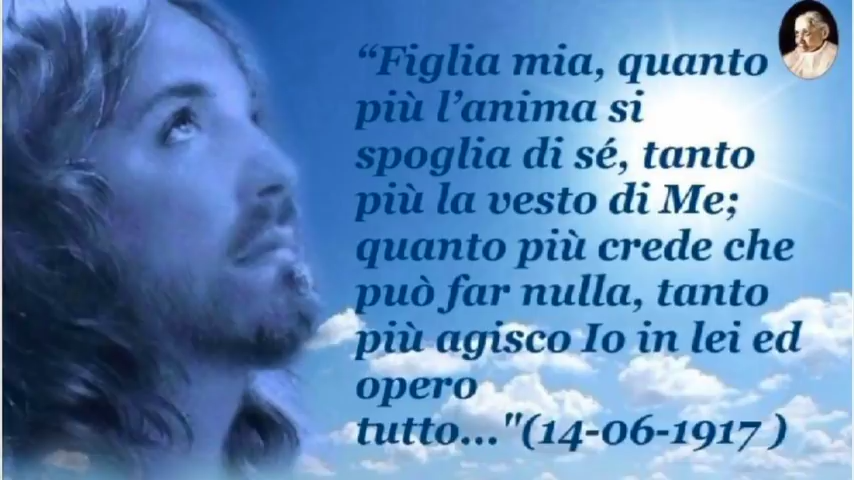 “Figlia mia, quanto
più l’anima si
spoglia di sé, tanto
più la vesto di Me;
quanto più crede che
può far nulla, tanto
più agisco Io in lei ed
opero
tutto..."(14-06-1917 )